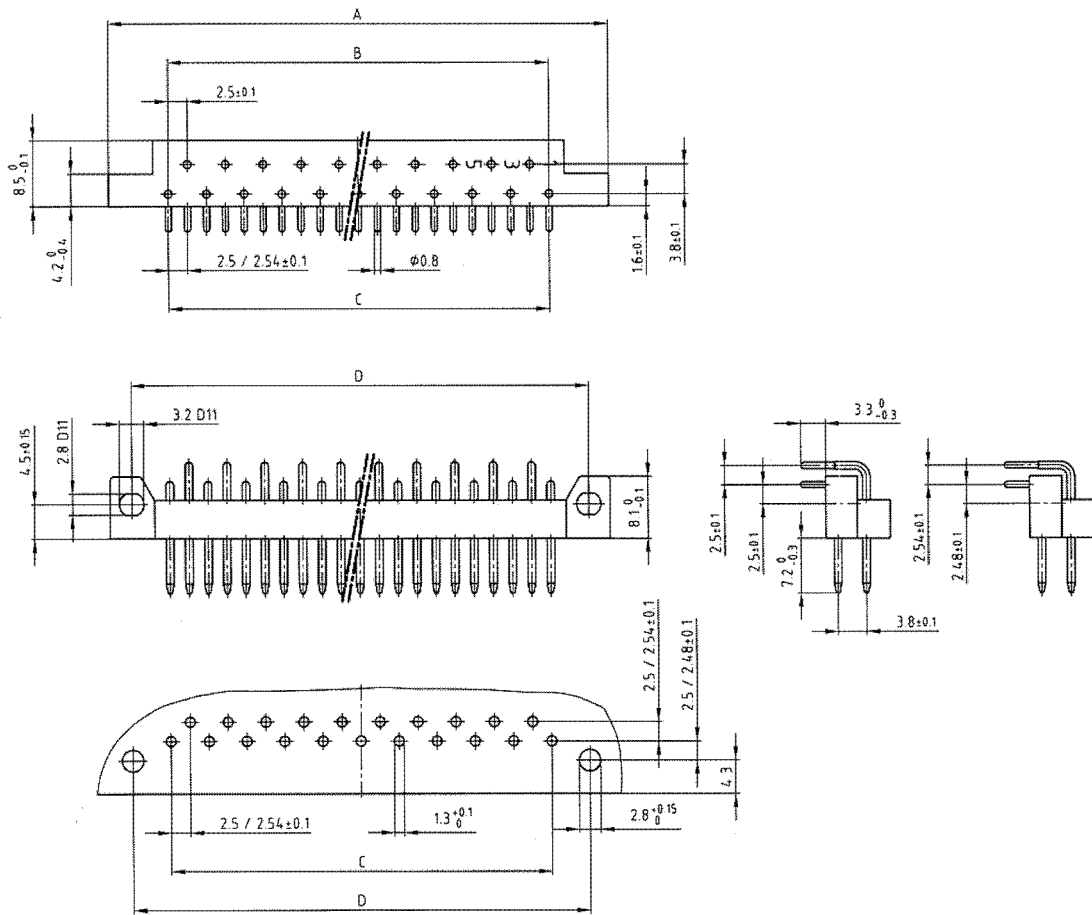 A
B
2.5±0.1
8.5 0 -0.1
4.2 0 -0.4
5 3
1.6±0.1
3.8±0.1
2.5 / 2.54±0.1
Φ0.8
C
D
3.2 D11
2.8 D11
4.5±0.15
8.1 0 -0.1
3.3 0 -0.3
2.5±0.1
2.5±0.1
7.2 0 -0.3
3.8±0.1
2.54±0.1
2.48±0.1
2.5 / 2.54±0.1
2.5 / 2.48±0.1
4.3
2.5 / 2.54±0.1
1.3 +0.1 0
2.8 +0.15 0
C
D